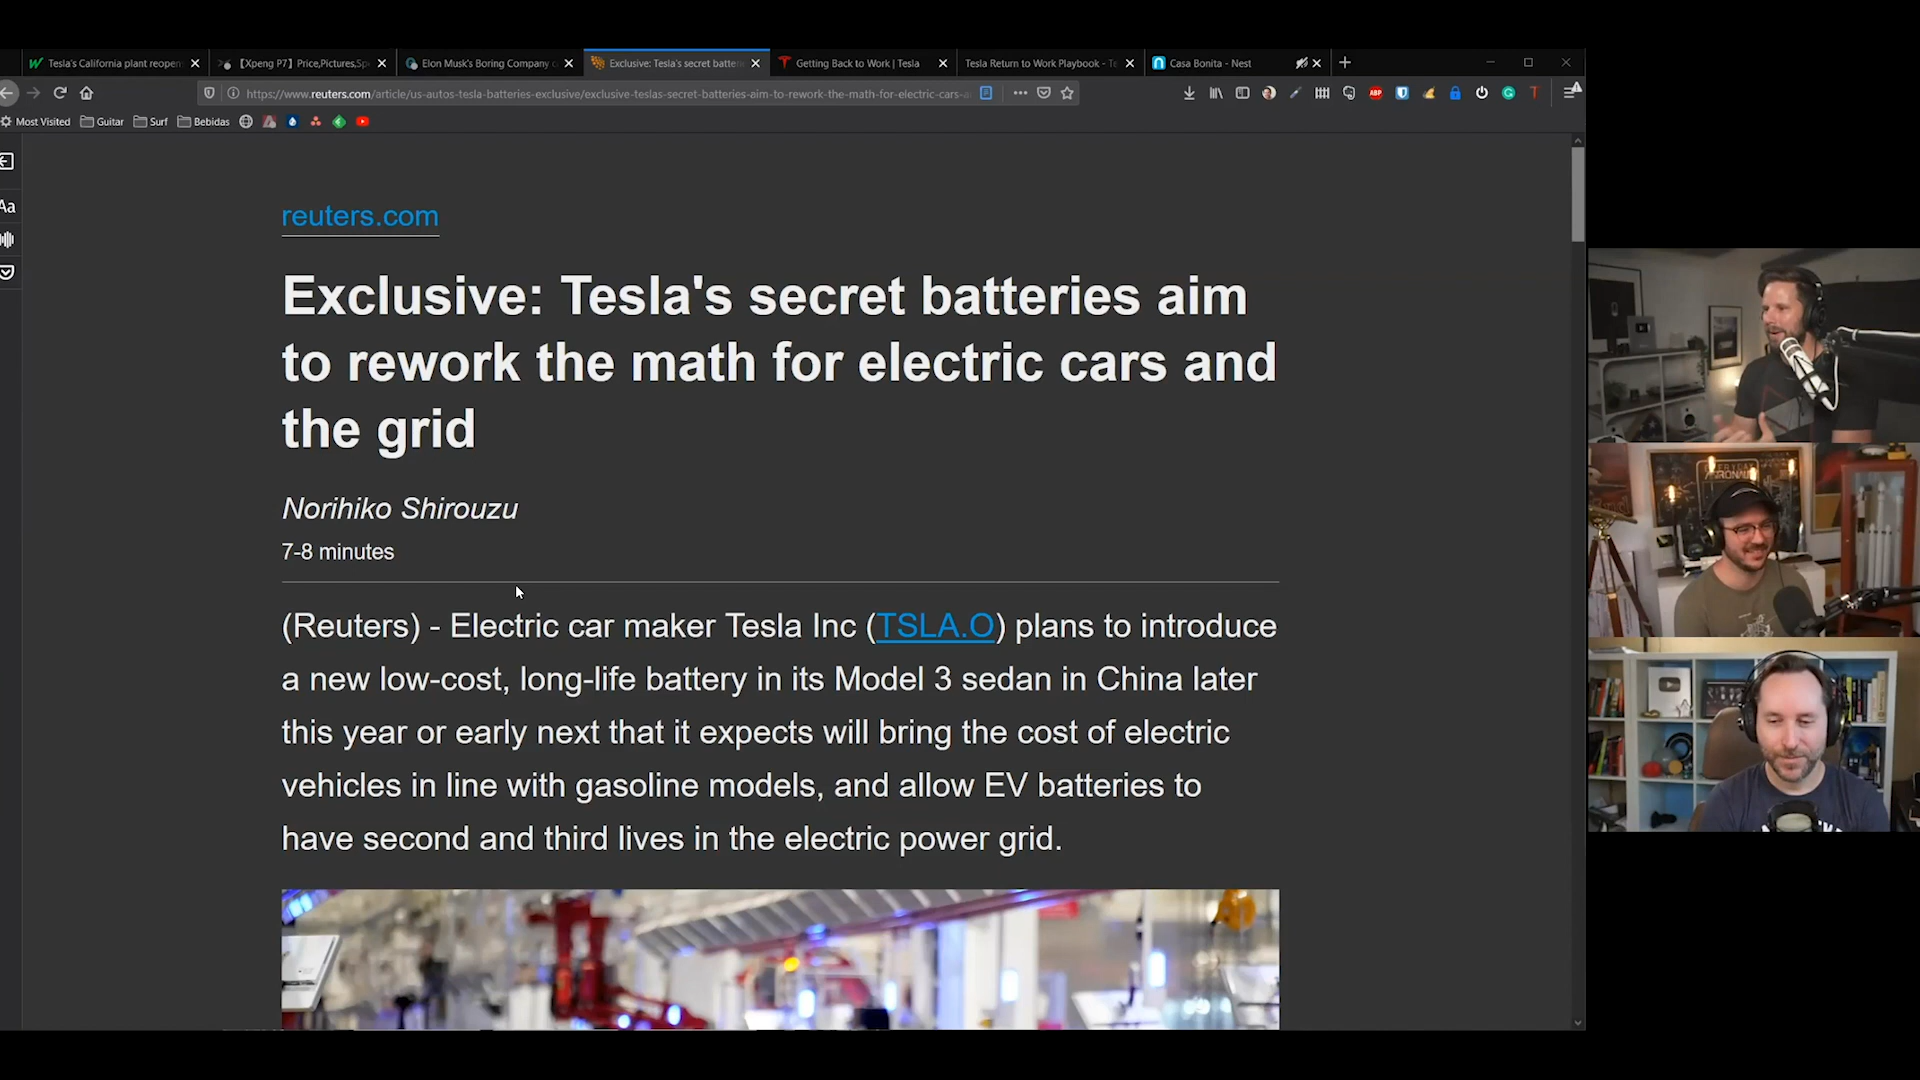 Tesla's California plant reopen
【Xpeng P7】Price,Pictures,Sp
Elon Musk's Boring Company
Exclusive: Tesla's secret batteri
Getting Back to Work | Tesla
Tesla Return to Work Playbook - Te
Casa Bonita - Nest
https://www.reuters.com/article/us-autos-tesla-batteries-exclusive/exclusive-teslas-secret-batteries-aim-to-rework-the-math-for-electric-cars-a
ABP
Most Visited
Guitar
Surf
Bebidas
Aa
reuters.com
Exclusive: Tesla's secret batteries aim
to rework the math for electric cars and
the grid
Norihiko Shirouzu
7-8 minutes
(Reuters) - Electric car maker Tesla Inc (TSLA.O) plans to introduce
a new low-cost, long-life battery in its Model 3 sedan in China later
this year or early next that it expects will bring the cost of electric
vehicles in line with gasoline models, and allow EV batteries to
have second and third lives in the electric power grid.